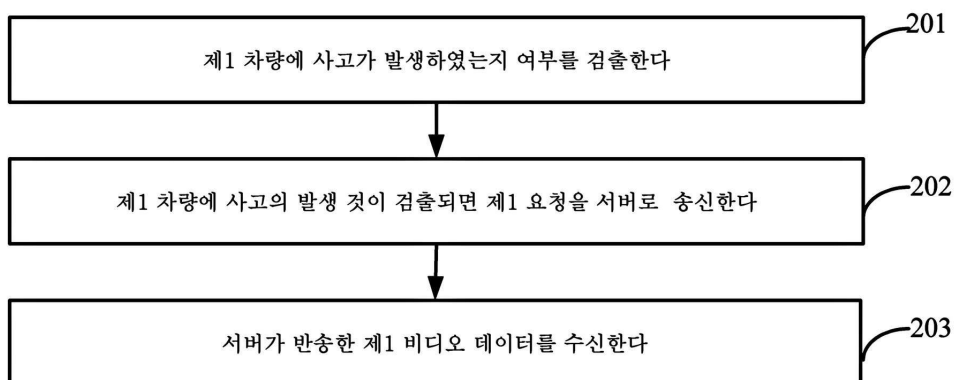 제1 차량에 사고가 발생하였는지 여부를 검출한다
201
제1 차량에 사고의 발생 것이 검출되면 제1 요청을 서버로 송신한다
202
서버가 반송한 제1 비디오 데이터를 수신한다
203